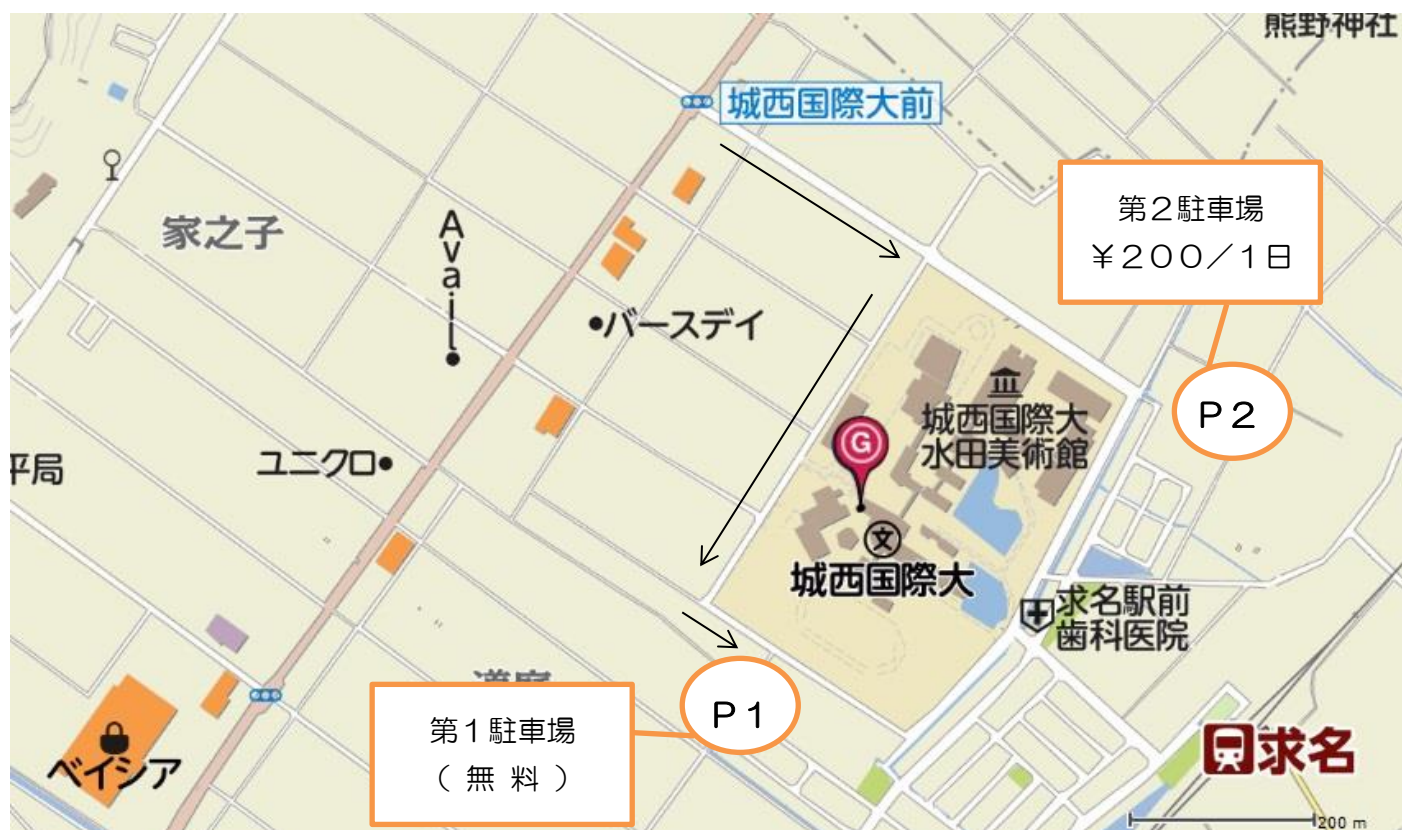 熊野神社
城西国際大前
第2駐車場
¥200/1日
家之子
Avail
バースデイ
P2
城西国際大
水田美術館
G
ユニクロ
平局
文
城西国際大
求名駅前
歯科医院
P1
第1駐車場
(無料)
求名
ベイシア
200 m